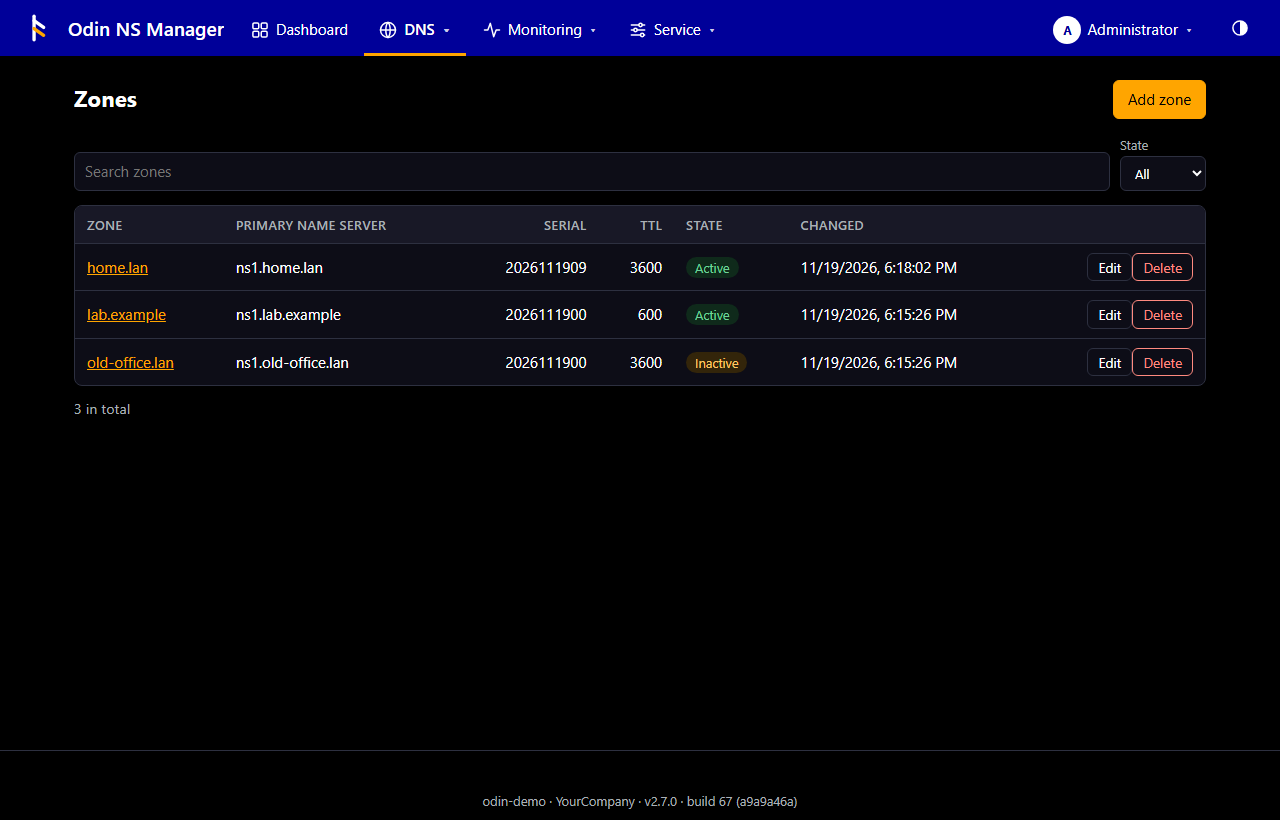 Odin NS Manager Dashboard DNS Monitoring Service A Administrator
Zones
Add zone
State
Search zones
All
ZONE PRIMARY NAME SERVER SERIAL TTL STATE CHANGED
home.lan ns1.home.lan 2026111909 3600 Active 11/19/2026, 6:18:02 PM Edit Delete
lab.example ns1.lab.example 2026111900 600 Active 11/19/2026, 6:15:26 PM Edit Delete
old-office.lan ns1.old-office.lan 2026111900 3600 Inactive 11/19/2026, 6:15:26 PM Edit Delete
3 in total
odin-demo · YourCompany · v2.7.0 · build 67 (a9a9a46a)